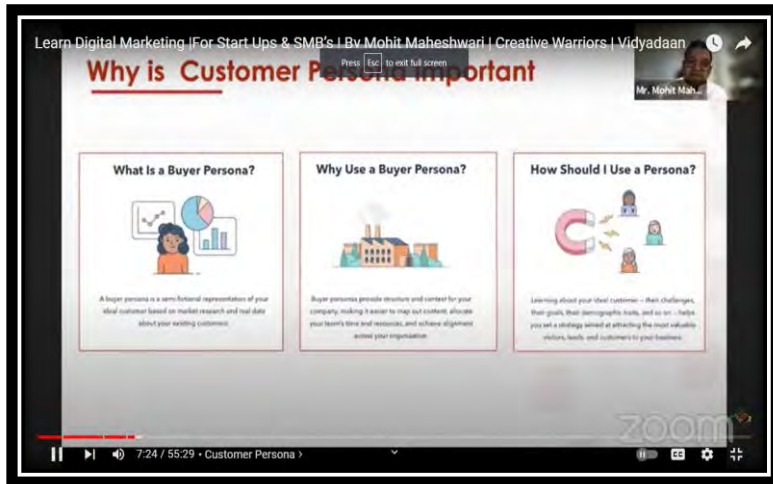 Learn Digital Marketing |For Start Ups & SMB's | By Mohit Maheshwari | Creative Warriors | Vidyadaan
Press Esc to exit full screen
Why is Customer Persona Important
Mr. Mohit Mah...
What Is a Buyer Persona?
A buyer persona is a semi-fictional representation of your
ideal customer based on market research and real data
about your existing customers.
Why Use a Buyer Persona?
Buyer personas provide structure and context for your
company, making it easier to map out content, allocate
your team's time and resources, and achieve alignment
across your organization
How Should I Use a Persona?
Learning about your ideal customer – their challenges,
their goals, their demographic traits, and so on – helps
you set a strategy aimed at attracting the most valuable
visitors, leads, and customers to your business.
zoom
7:24 / 55:29 • Customer Persona >
CC